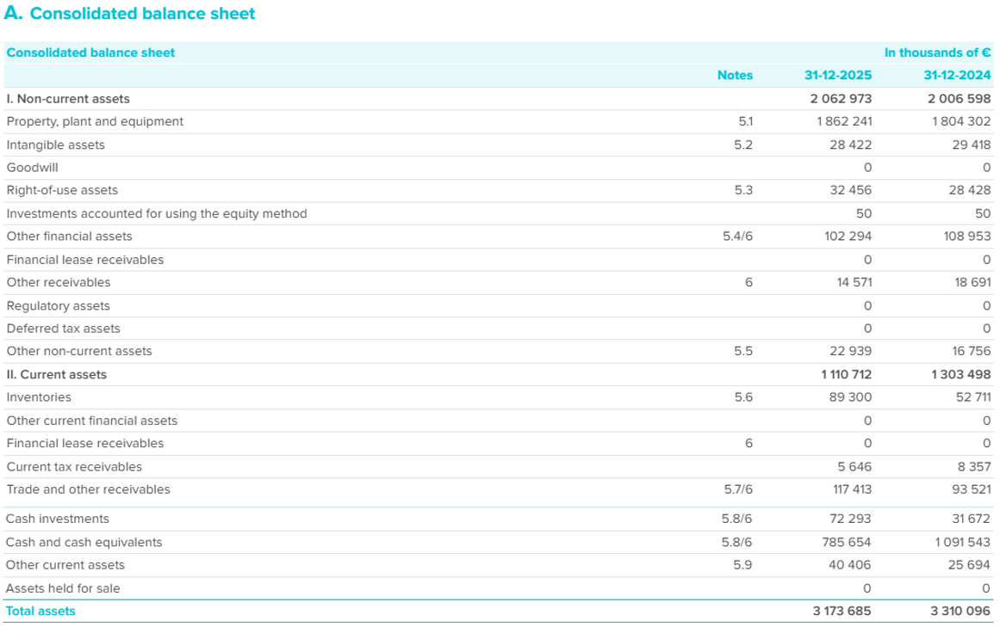 A. Consolidated balance sheet
Consolidated balance sheet In thousands of €
Notes 31-12-2025 31-12-2024
I. Non-current assets 2 062 973 2 006 598
Property, plant and equipment 5.1 1 862 241 1 804 302
Intangible assets 5.2 28 422 29 418
Goodwill 0 0
Right-of-use assets 5.3 32 456 28 428
Investments accounted for using the equity method 50 50
Other financial assets 5.4/6 102 294 108 953
Financial lease receivables 0 0
Other receivables 6 14 571 18 691
Regulatory assets 0 0
Deferred tax assets 0 0
Other non-current assets 5.5 22 939 16 756
II. Current assets 1 110 712 1 303 498
Inventories 5.6 89 300 52 711
Other current financial assets 0 0
Financial lease receivables 6 0 0
Current tax receivables 5 646 8 357
Trade and other receivables 5.7/6 117 413 93 521
Cash investments 5.8/6 72 293 31 672
Cash and cash equivalents 5.8/6 785 654 1 091 543
Other current assets 5.9 40 406 25 694
Assets held for sale 0 0
Total assets 3 173 685 3 310 096